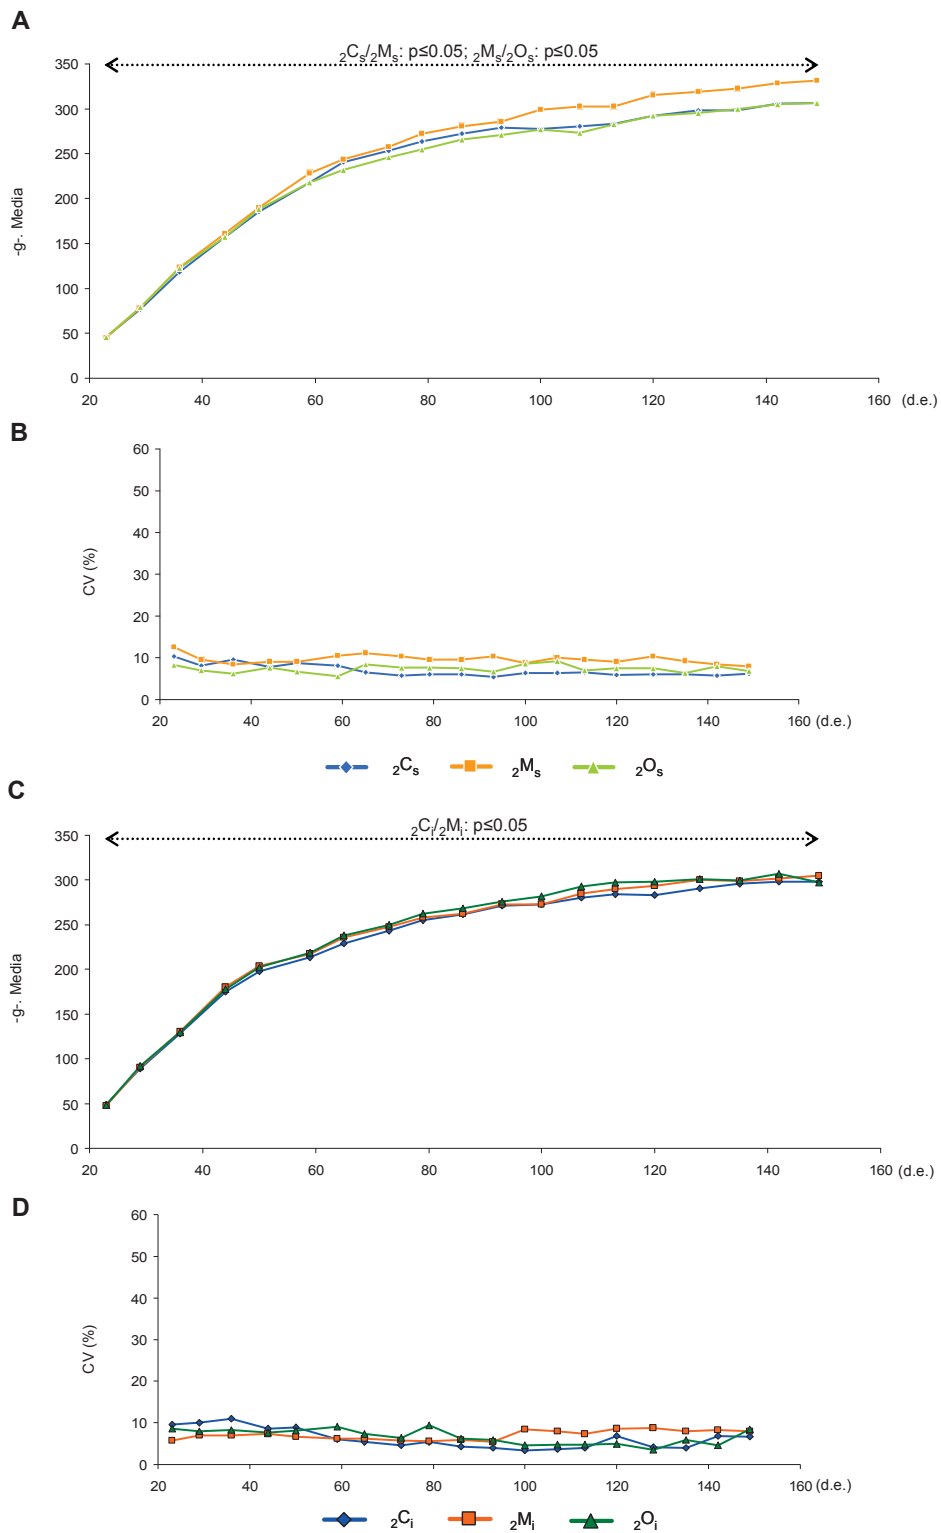 A
₂Cₛ/₂Mₛ: p≤0.05; ₂Mₛ/₂Oₛ: p≤0.05
350
300
250
200
150
100
50
0
-g-. Media
20 40 60 80 100 120 140 160 (d.e.)
B
60
50
40
30
20
10
0
CV (%)
20 40 60 80 100 120 140 160 (d.e.)
₂Cₛ ₂Mₛ ₂Oₛ
C
₂Cᵢ/₂Mᵢ: p≤0.05
350
300
250
200
150
100
50
0
-g-. Media
20 40 60 80 100 120 140 160 (d.e.)
D
60
50
40
30
20
10
0
CV (%)
20 40 60 80 100 120 140 160 (d.e.)
₂Cᵢ ₂Mᵢ ₂Oᵢ